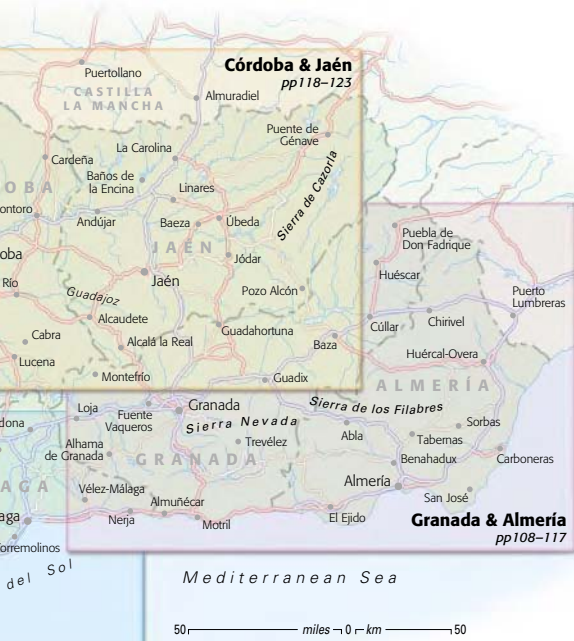 Córdoba & Jaén
pp118–123
Puertollano
CASTILLA
LA MANCHA
Almuradiel
Puente de
Génave
La Carolina
Cardeña
Baños de
la Encina
Linares
Sierra de Cazorla
OBA
ontoro
Andújar
Baeza
Úbeda
JAÉN
oba
Jódar
Jaén
Río
Guadajoz
Pozo Alcón
Alcaudete
Cabra
Alcalá la Real
Guadahortuna
Lucena
Montefrío
Guadix
Baza
Puebla de
Don Fadrique
Huéscar
Puerto
Lumbreras
Cúllar
Chirivel
Huércal-Overa
ALMERÍA
Loja
Fuente
Vaqueros
Granada
Sierra Nevada
Sierra de los Filabres
dona
Alhama
de Granada
Trevélez
Abla
Sorbas
Tabernas
GRANADA
Benahadux
Carboneras
AGA
Vélez-Málaga
Almuñécar
Almería
San José
aga
Nerja
Motril
El Ejido
Granada & Almería
pp108–117
orremolinos
del Sol
Mediterranean Sea
50 miles 0 km 50